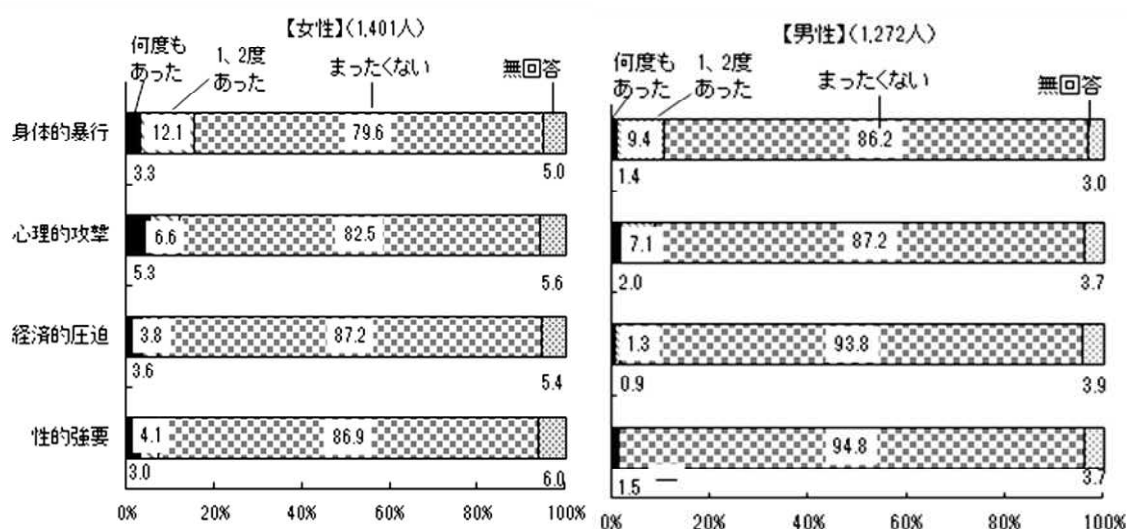 【女性】(1,401人)
何度も
あった
1、2度
あった
まったくない
無回答
身体的暴行
12.1
79.6
3.3
5.0
心理的攻撃
6.6
82.5
5.3
5.6
経済的圧迫
3.8
87.2
3.6
5.4
性的強要
4.1
86.9
3.0
6.0
0%
20%
40%
60%
80%
100%
【男性】(1,272人)
何度も
あった
1、2度
あった
まったくない
無回答
9.4
86.2
1.4
3.0
7.1
87.2
2.0
3.7
1.3
93.8
0.9
3.9
94.8
1.5
—
3.7
0%
20%
40%
60%
80%
100%